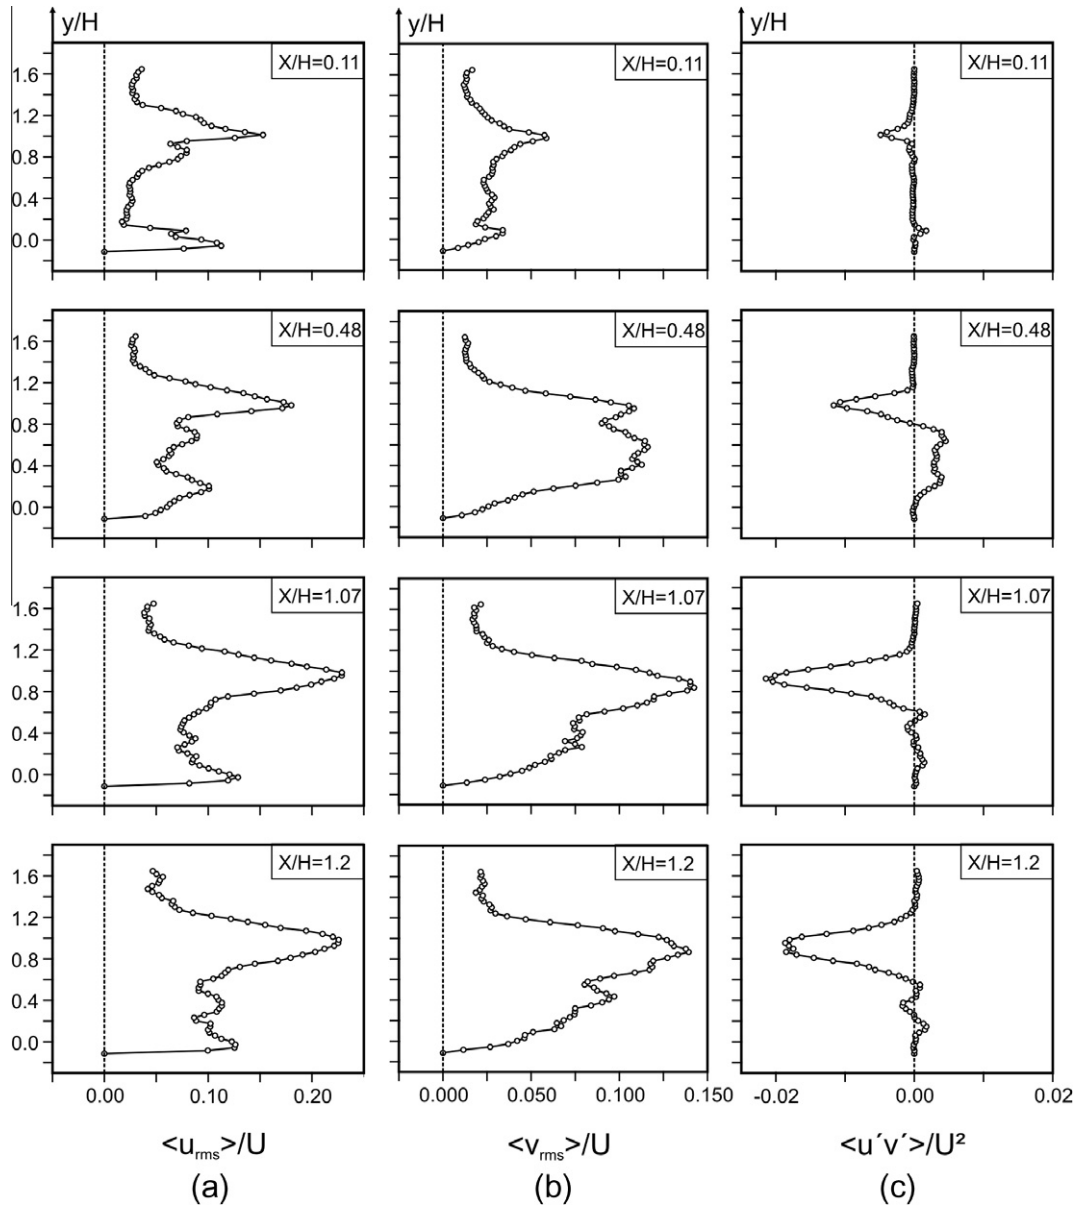 y/H y/H y/H
X/H=0.11 X/H=0.11 X/H=0.11
1.6
1.2
0.8
0.4
0.0
X/H=0.48 X/H=0.48 X/H=0.48
1.6
1.2
0.8
0.4
0.0
X/H=1.07 X/H=1.07 X/H=1.07
1.6
1.2
0.8
0.4
0.0
X/H=1.2 X/H=1.2 X/H=1.2
1.6
1.2
0.8
0.4
0.0
0.00 0.10 0.20 0.000 0.050 0.100 0.150 -0.02 0.00 0.02
<u rms>/U <v rms>/U <u´v´>/U²
(a) (b) (c)